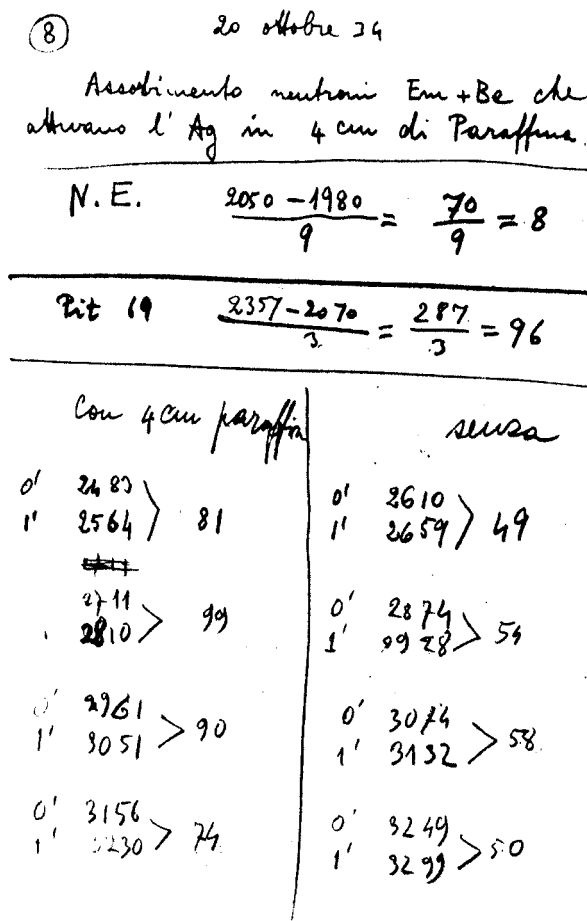 8
20 ottobre 34
Assorbimento neutroni Em + Be che
attivano l' Ag in 4 cm di Paraffina.
N. E. 2050 - 1980 / 9 = 70 / 9 = 8
2357 - 2070 / 3 = 287 / 3 = 96
Con 4 cm paraffin
0' 2483
1' 2564 > 81
2711
2810 > 99
0' 2961
1' 3051 > 90
0' 3156
1' 3230 > 74
senza
0' 2610
1' 2659 > 49
0' 2874
1' 2928 > 54
0' 3074
1' 3132 > 58
0' 3249
1' 3299 > 50